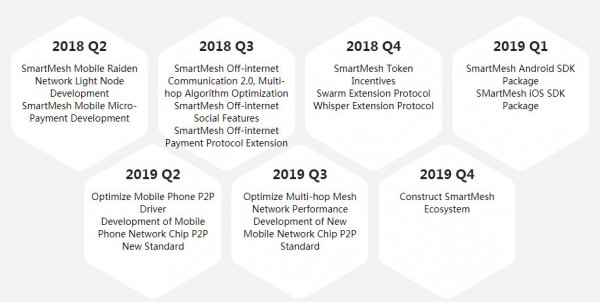 2018 Q2
SmartMesh Mobile Raiden
Network Light Node
Development
SmartMesh Mobile Micro-
Payment Development
2018 Q3
SmartMesh Off-internet
Communication 2.0, Multi-
hop Algorithm Optimization
SmartMesh Off-internet
Social Features
SmartMesh Off-internet
Payment Protocol Extension
2018 Q4
SmartMesh Token
Incentives
Swarm Extension Protocol
Whisper Extension Protocol
2019 Q1
SmartMesh Android SDK
Package
SMartMesh iOS SDK
Package
2019 Q2
Optimize Mobile Phone P2P
Driver
Development of Mobile
Phone Network Chip P2P
New Standard
2019 Q3
Optimize Multi-hop Mesh
Network Performance
Development of New
Mobile Network Chip P2P
Standard
2019 Q4
Construct SmartMesh
Ecosystem